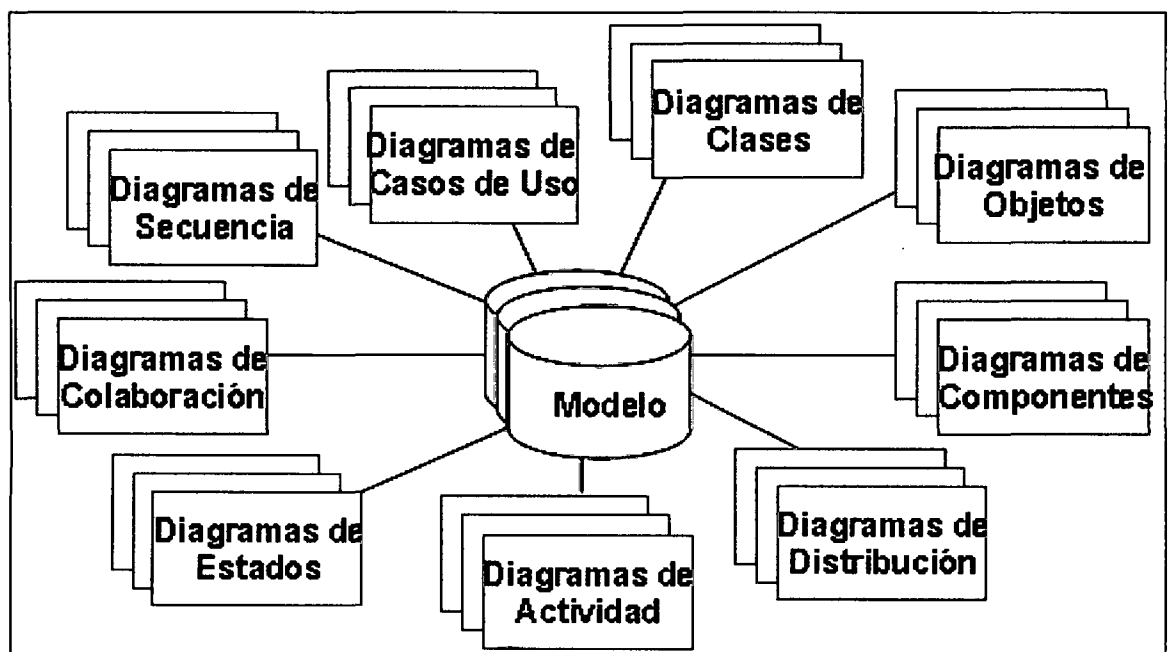 Diagramas de
Secuencia
Diagramas de
Casos de Uso
Diagramas de
Clases
Diagramas de
Objetos
Diagramas de
Colaboración
Modelo
Diagramas de
Componentes
Diagramas de
Estados
Diagramas de
Actividad
Diagramas de
Distribución